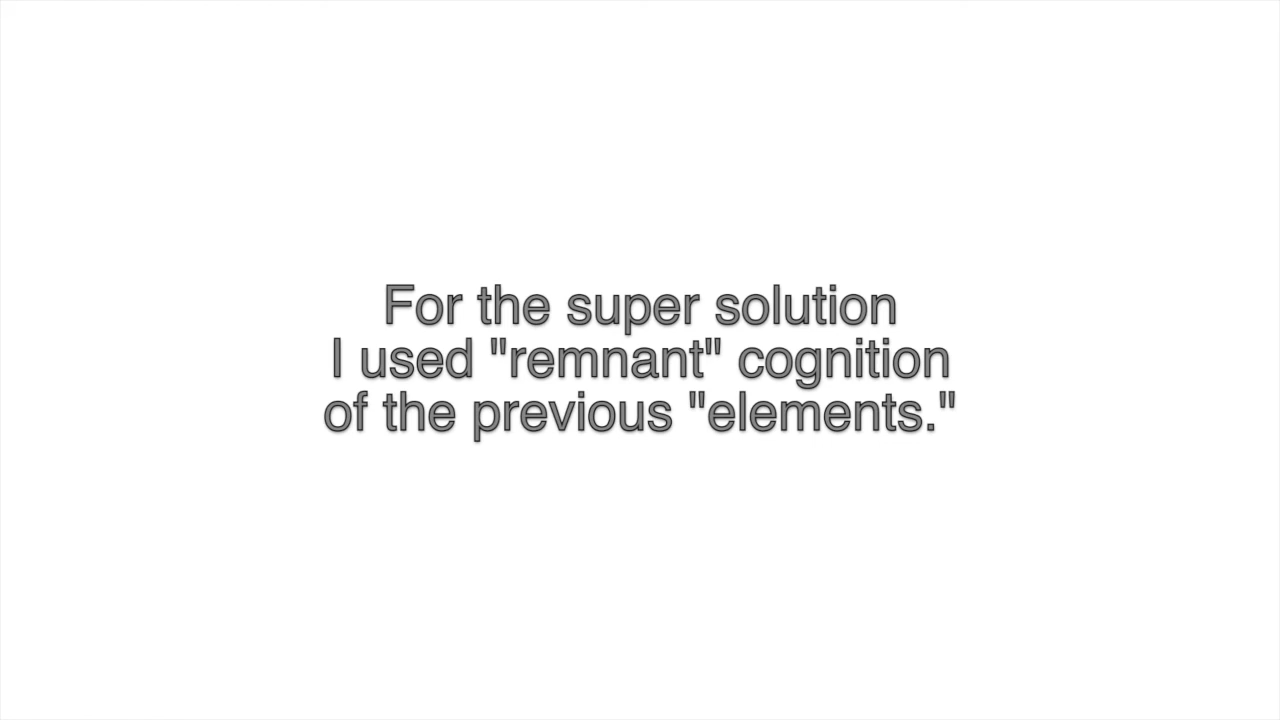 For the super solution
I used "remnant" cognition
of the previous "elements."